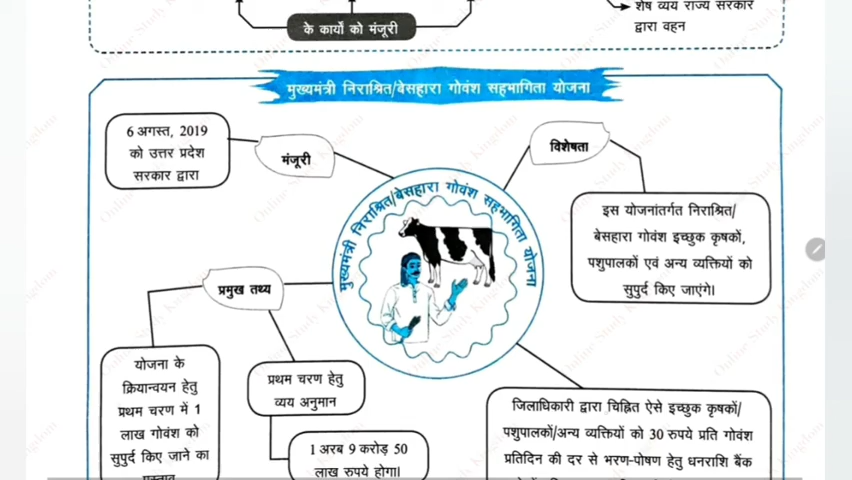 के कार्यों को मंजूरी
शेष व्यय राज्य सरकार
द्वारा वहन
मुख्यमंत्री निराश्रित/बेसहारा गोवंश सहभागिता योजना
6 अगस्त, 2019
को उत्तर प्रदेश
सरकार द्वारा
मंजूरी
विशेषता
इस योजनांतर्गत निराश्रित/
बेसहारा गोवंश इच्छुक कृषकों,
पशुपालकों एवं अन्य व्यक्तियों को
सुपुर्द किए जाएंगे।
मुख्यमंत्री निराश्रित/बेसहारा गोवंश सहभागिता योजना
प्रमुख तथ्य
योजना के
क्रियान्वयन हेतु
प्रथम चरण में 1
लाख गोवंश को
सुपुर्द किए जाने का
प्रथम चरण हेतु
व्यय अनुमान
1 अरब 9 करोड़ 50
लाख रुपये होगा।
जिलाधिकारी द्वारा चिह्नित ऐसे इच्छुक कृषकों/
पशुपालकों/अन्य व्यक्तियों को 30 रुपये प्रति गोवंश
प्रतिदिन की दर से भरण-पोषण हेतु धनराशि बैंक
Online Study Kingdom